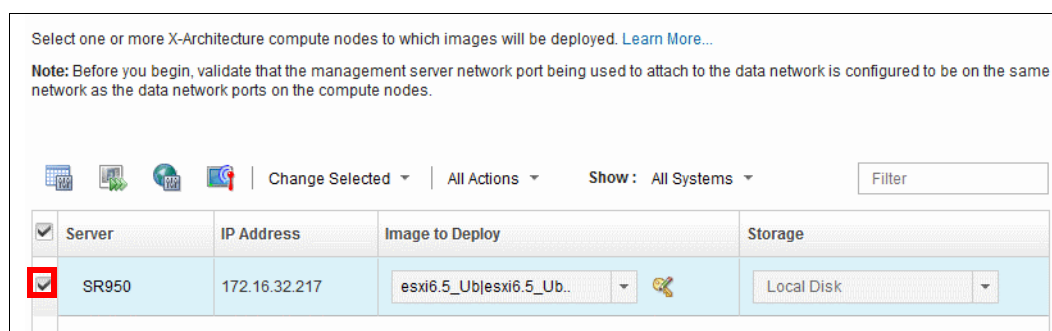 Select one or more X-Architecture compute nodes to which images will be deployed. Learn More...
Note: Before you begin, validate that the management server network port being used to attach to the data network is configured to be on the same
network as the data network ports on the compute nodes.
Change Selected All Actions Show: All Systems Filter
Server IP Address Image to Deploy Storage
SR950 172.16.32.217 esxi6.5_Ub|esxi6.5_Ub.. Local Disk